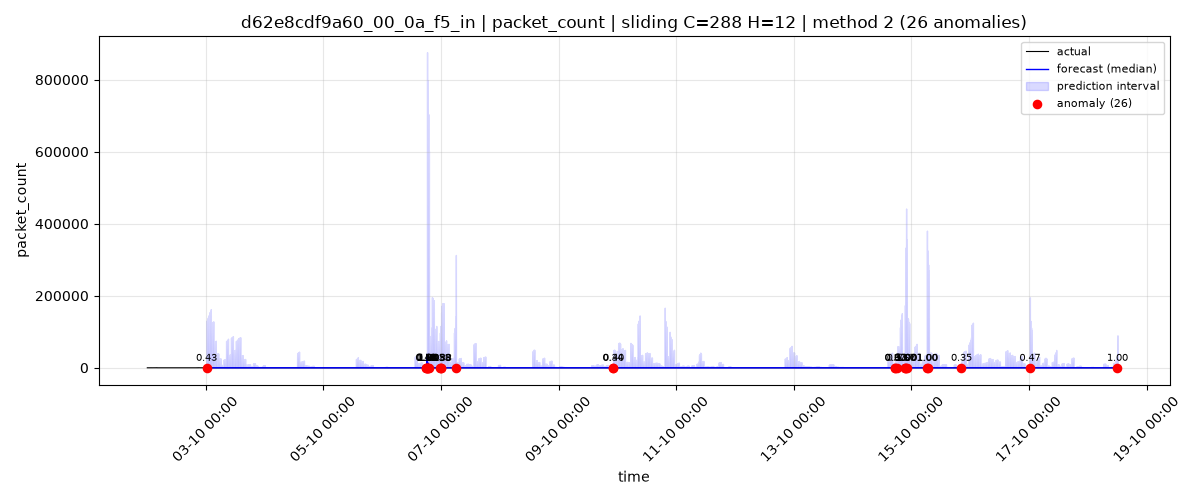 d62e8cdf9a60_00_0a_f5_in | packet_count | sliding C=288 H=12 | method 2 (26 anomalies)
packet_count
800000
600000
400000
200000
0
actual
forecast (median)
prediction interval
anomaly (26)
0.43
1.00
0.35
0.47
1.00
03-10 00:00
05-10 00:00
07-10 00:00
09-10 00:00
11-10 00:00
13-10 00:00
15-10 00:00
17-10 00:00
19-10 00:00
time